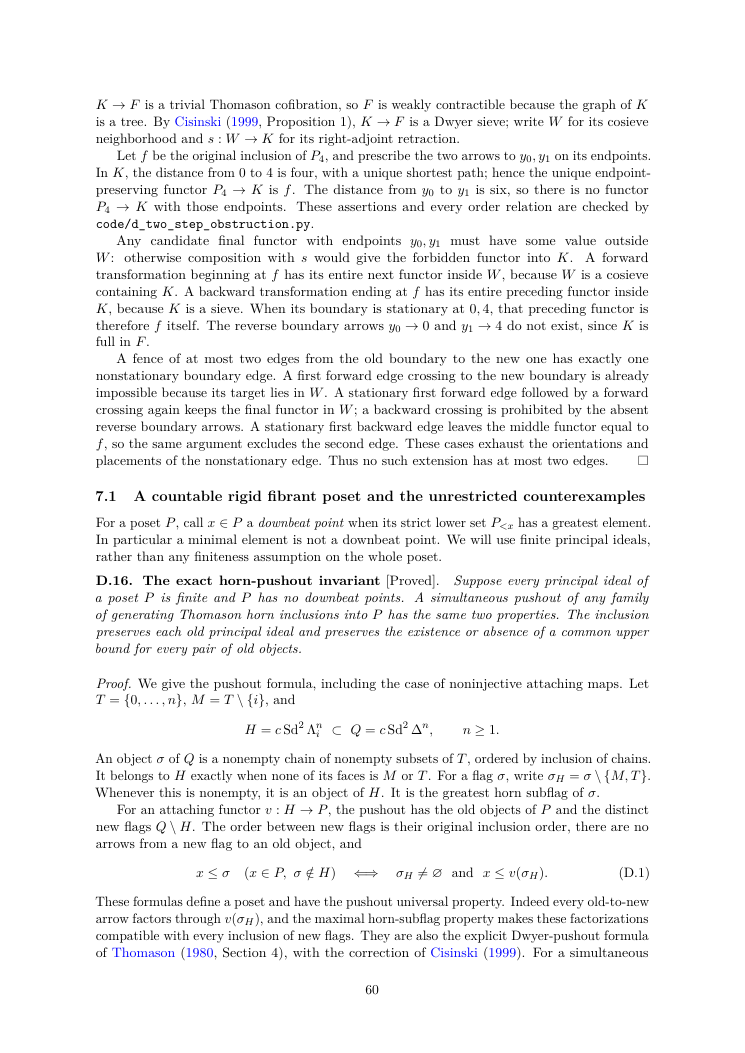 K → F is a trivial Thomason cofibration, so F is weakly contractible because the graph of K
is a tree. By Cisinski (1999, Proposition 1), K → F is a Dwyer sieve; write W for its cosieve
neighborhood and s : W → K for its right-adjoint retraction.
Let f be the original inclusion of P₄, and prescribe the two arrows to y₀, y₁ on its endpoints.
In K, the distance from 0 to 4 is four, with a unique shortest path; hence the unique endpoint-
preserving functor P₄ → K is f. The distance from y₀ to y₁ is six, so there is no functor
P₄ → K with those endpoints. These assertions and every order relation are checked by
code/d_two_step_obstruction.py.
Any candidate final functor with endpoints y₀, y₁ must have some value outside
W: otherwise composition with s would give the forbidden functor into K. A forward
transformation beginning at f has its entire next functor inside W, because W is a cosieve
containing K. A backward transformation ending at f has its entire preceding functor inside
K, because K is a sieve. When its boundary is stationary at 0, 4, that preceding functor is
therefore f itself. The reverse boundary arrows y₀ → 0 and y₁ → 4 do not exist, since K is
full in F.
A fence of at most two edges from the old boundary to the new one has exactly one
nonstationary boundary edge. A first forward edge crossing to the new boundary is already
impossible because its target lies in W. A stationary first forward edge followed by a forward
crossing again keeps the final functor in W; a backward crossing is prohibited by the absent
reverse boundary arrows. A stationary first backward edge leaves the middle functor equal to
f, so the same argument excludes the second edge. These cases exhaust the orientations and
placements of the nonstationary edge. Thus no such extension has at most two edges. □
7.1 A countable rigid fibrant poset and the unrestricted counterexamples
For a poset P, call x ∈ P a downbeat point when its strict lower set P<x has a greatest element.
In particular a minimal element is not a downbeat point. We will use finite principal ideals,
rather than any finiteness assumption on the whole poset.
D.16. The exact horn-pushout invariant [Proved]. Suppose every principal ideal of
a poset P is finite and P has no downbeat points. A simultaneous pushout of any family
of generating Thomason horn inclusions into P has the same two properties. The inclusion
preserves each old principal ideal and preserves the existence or absence of a common upper
bound for every pair of old objects.
Proof. We give the pushout formula, including the case of noninjective attaching maps. Let
T = {0, . . . , n}, M = T \ {i}, and
H = c Sd² Λⁿᵢ ⊂ Q = c Sd² Δⁿ, n ≥ 1.
An object σ of Q is a nonempty chain of nonempty subsets of T, ordered by inclusion of chains.
It belongs to H exactly when none of its faces is M or T. For a flag σ, write σ_H = σ \ {M, T}.
Whenever this is nonempty, it is an object of H. It is the greatest horn subflag of σ.
For an attaching functor v : H → P, the pushout has the old objects of P and the distinct
new flags Q \ H. The order between new flags is their original inclusion order, there are no
arrows from a new flag to an old object, and
x ≤ σ (x ∈ P, σ ∉ H) ⟺ σ_H ≠ ∅ and x ≤ v(σ_H). (D.1)
These formulas define a poset and have the pushout universal property. Indeed every old-to-new
arrow factors through v(σ_H), and the maximal horn-subflag property makes these factorizations
compatible with every inclusion of new flags. They are also the explicit Dwyer-pushout formula
of Thomason (1980, Section 4), with the correction of Cisinski (1999). For a simultaneous
60